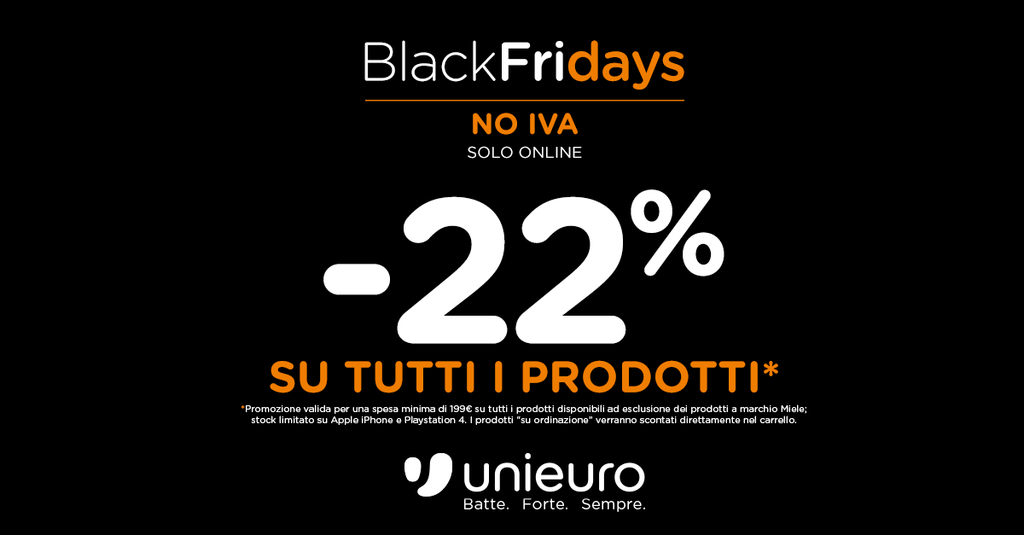 BlackFridays
NO IVA
SOLO ONLINE
-22%
SU TUTTI I PRODOTTI*
*Promozione valida per una spesa minima di 199€ su tutti i prodotti disponibili ad esclusione dei prodotti a marchio Miele;
stock limitato su Apple iPhone e Playstation 4. I prodotti "su ordinazione" verranno scontati direttamente nel carrello.
unieuro
Batte. Forte. Sempre.